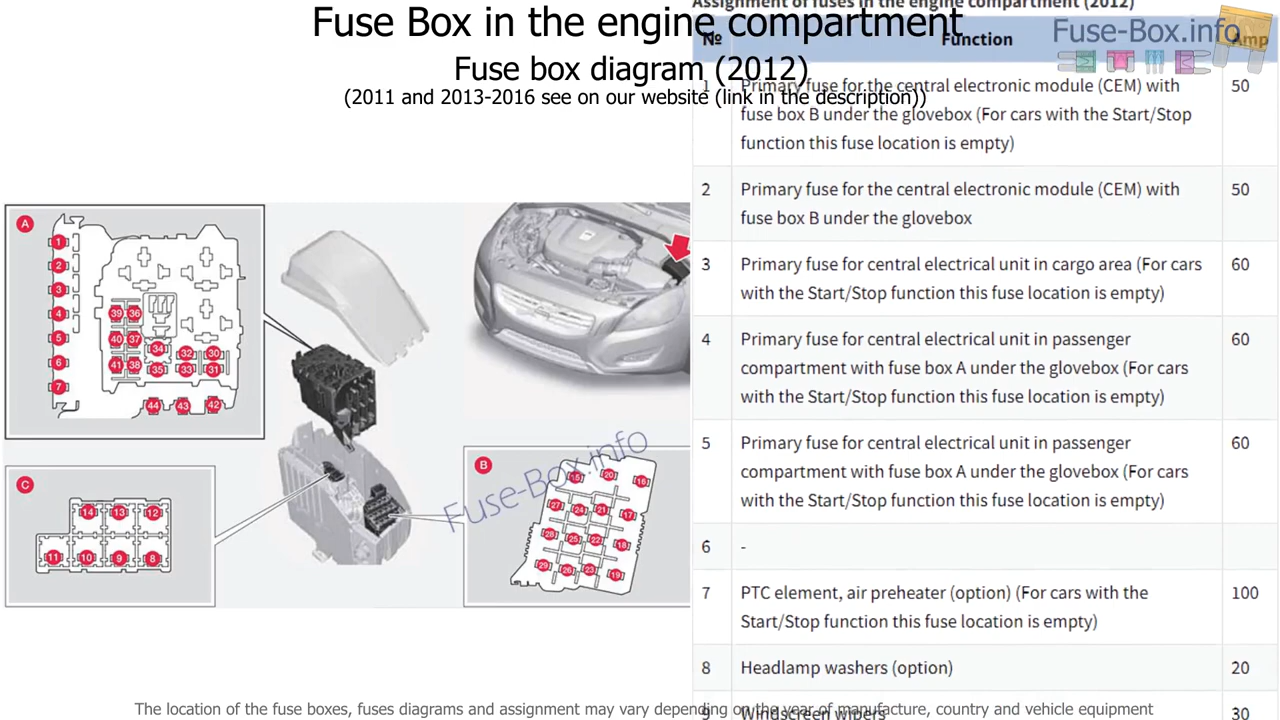 Assignment of fuses in the engine compartment (2012)
Fuse Box in the engine compartment
Fuse box diagram (2012)
(2011 and 2013-2016 see on our website (link in the description))
Fuse-Box.info
№ Function Amp
1 Primary fuse for the central electronic module (CEM) with 50
fuse box B under the glovebox (For cars with the Start/Stop
function this fuse location is empty)
2 Primary fuse for the central electronic module (CEM) with 50
fuse box B under the glovebox
3 Primary fuse for central electrical unit in cargo area (For cars 60
with the Start/Stop function this fuse location is empty)
4 Primary fuse for central electrical unit in passenger 60
compartment with fuse box A under the glovebox (For cars
with the Start/Stop function this fuse location is empty)
5 Primary fuse for central electrical unit in passenger 60
compartment with fuse box A under the glovebox (For cars
with the Start/Stop function this fuse location is empty)
6 -
7 PTC element, air preheater (option) (For cars with the 100
Start/Stop function this fuse location is empty)
8 Headlamp washers (option) 20
9 Windscreen wipers 30
A
1
2
3
4
5
6
7
39 36
40 37
41 38
34
35
32 30
33 31
44 43 42
C
14 13 12
11 10 9 8
B
15 20 16
27 24 21 17
28 25 22 18
29 26 23 19
Fuse-Box.info
The location of the fuse boxes, fuses diagrams and assignment may vary depending on the year of manufacture, country and vehicle equipment